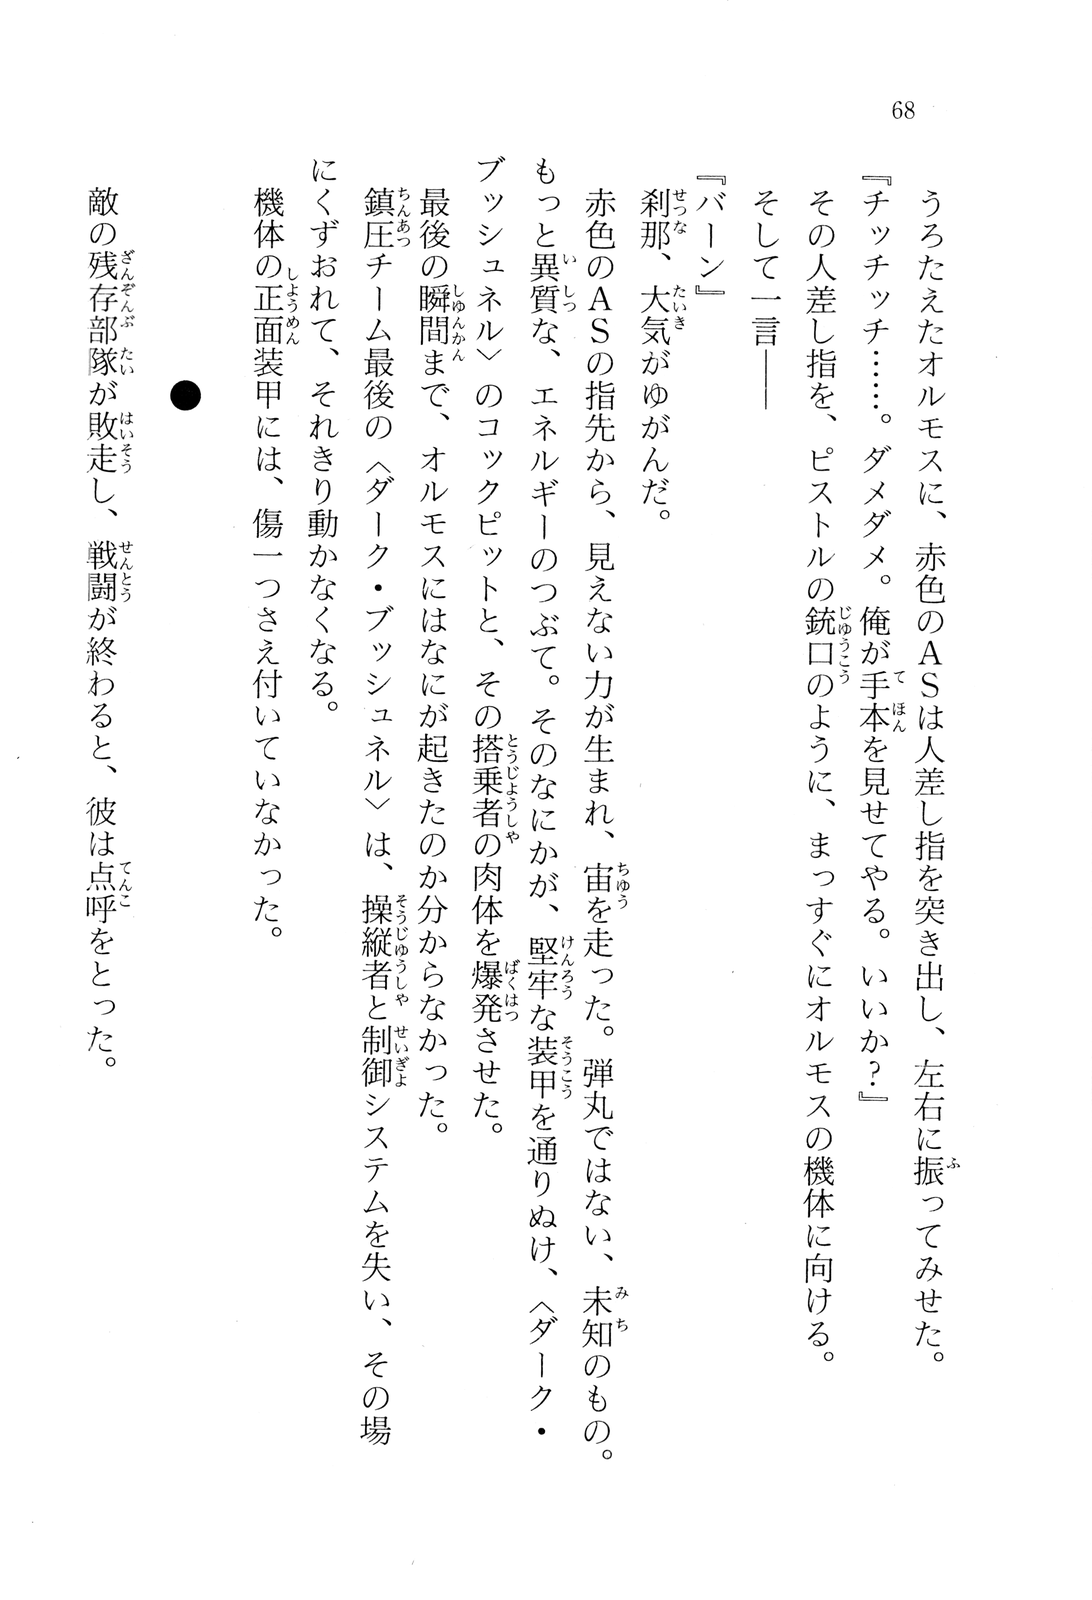 68
うろたえたオルモスに、赤色のASは人差し指を突き出し、左右に振ってみせた。
『チッチッチ……。ダメダメ。俺が手本を見せてやる。いいか？』
その人差し指を、ピストルの銃口のように、まっすぐにオルモスの機体に向ける。
そして一言――
『バーン』
刹那、大気がゆがんだ。
赤色のASの指先から、見えない力が生まれ、宙を走った。弾丸ではない、未知のもの。
もっと異質な、エネルギーのつぶて。そのなにかが、堅牢な装甲を通りぬけ、〈ダーク・
ブッシュネル〉のコックピットと、その搭乗者の肉体を爆発させた。
最後の瞬間まで、オルモスにはなにが起きたのか分からなかった。
鎮圧チーム最後の〈ダーク・ブッシュネル〉は、操縦者と制御システムを失い、その場
にくずおれて、それきり動かなくなる。
機体の正面装甲には、傷一つさえ付いていなかった。
●
敵の残存部隊が敗走し、戦闘が終わると、彼は点呼をとった。